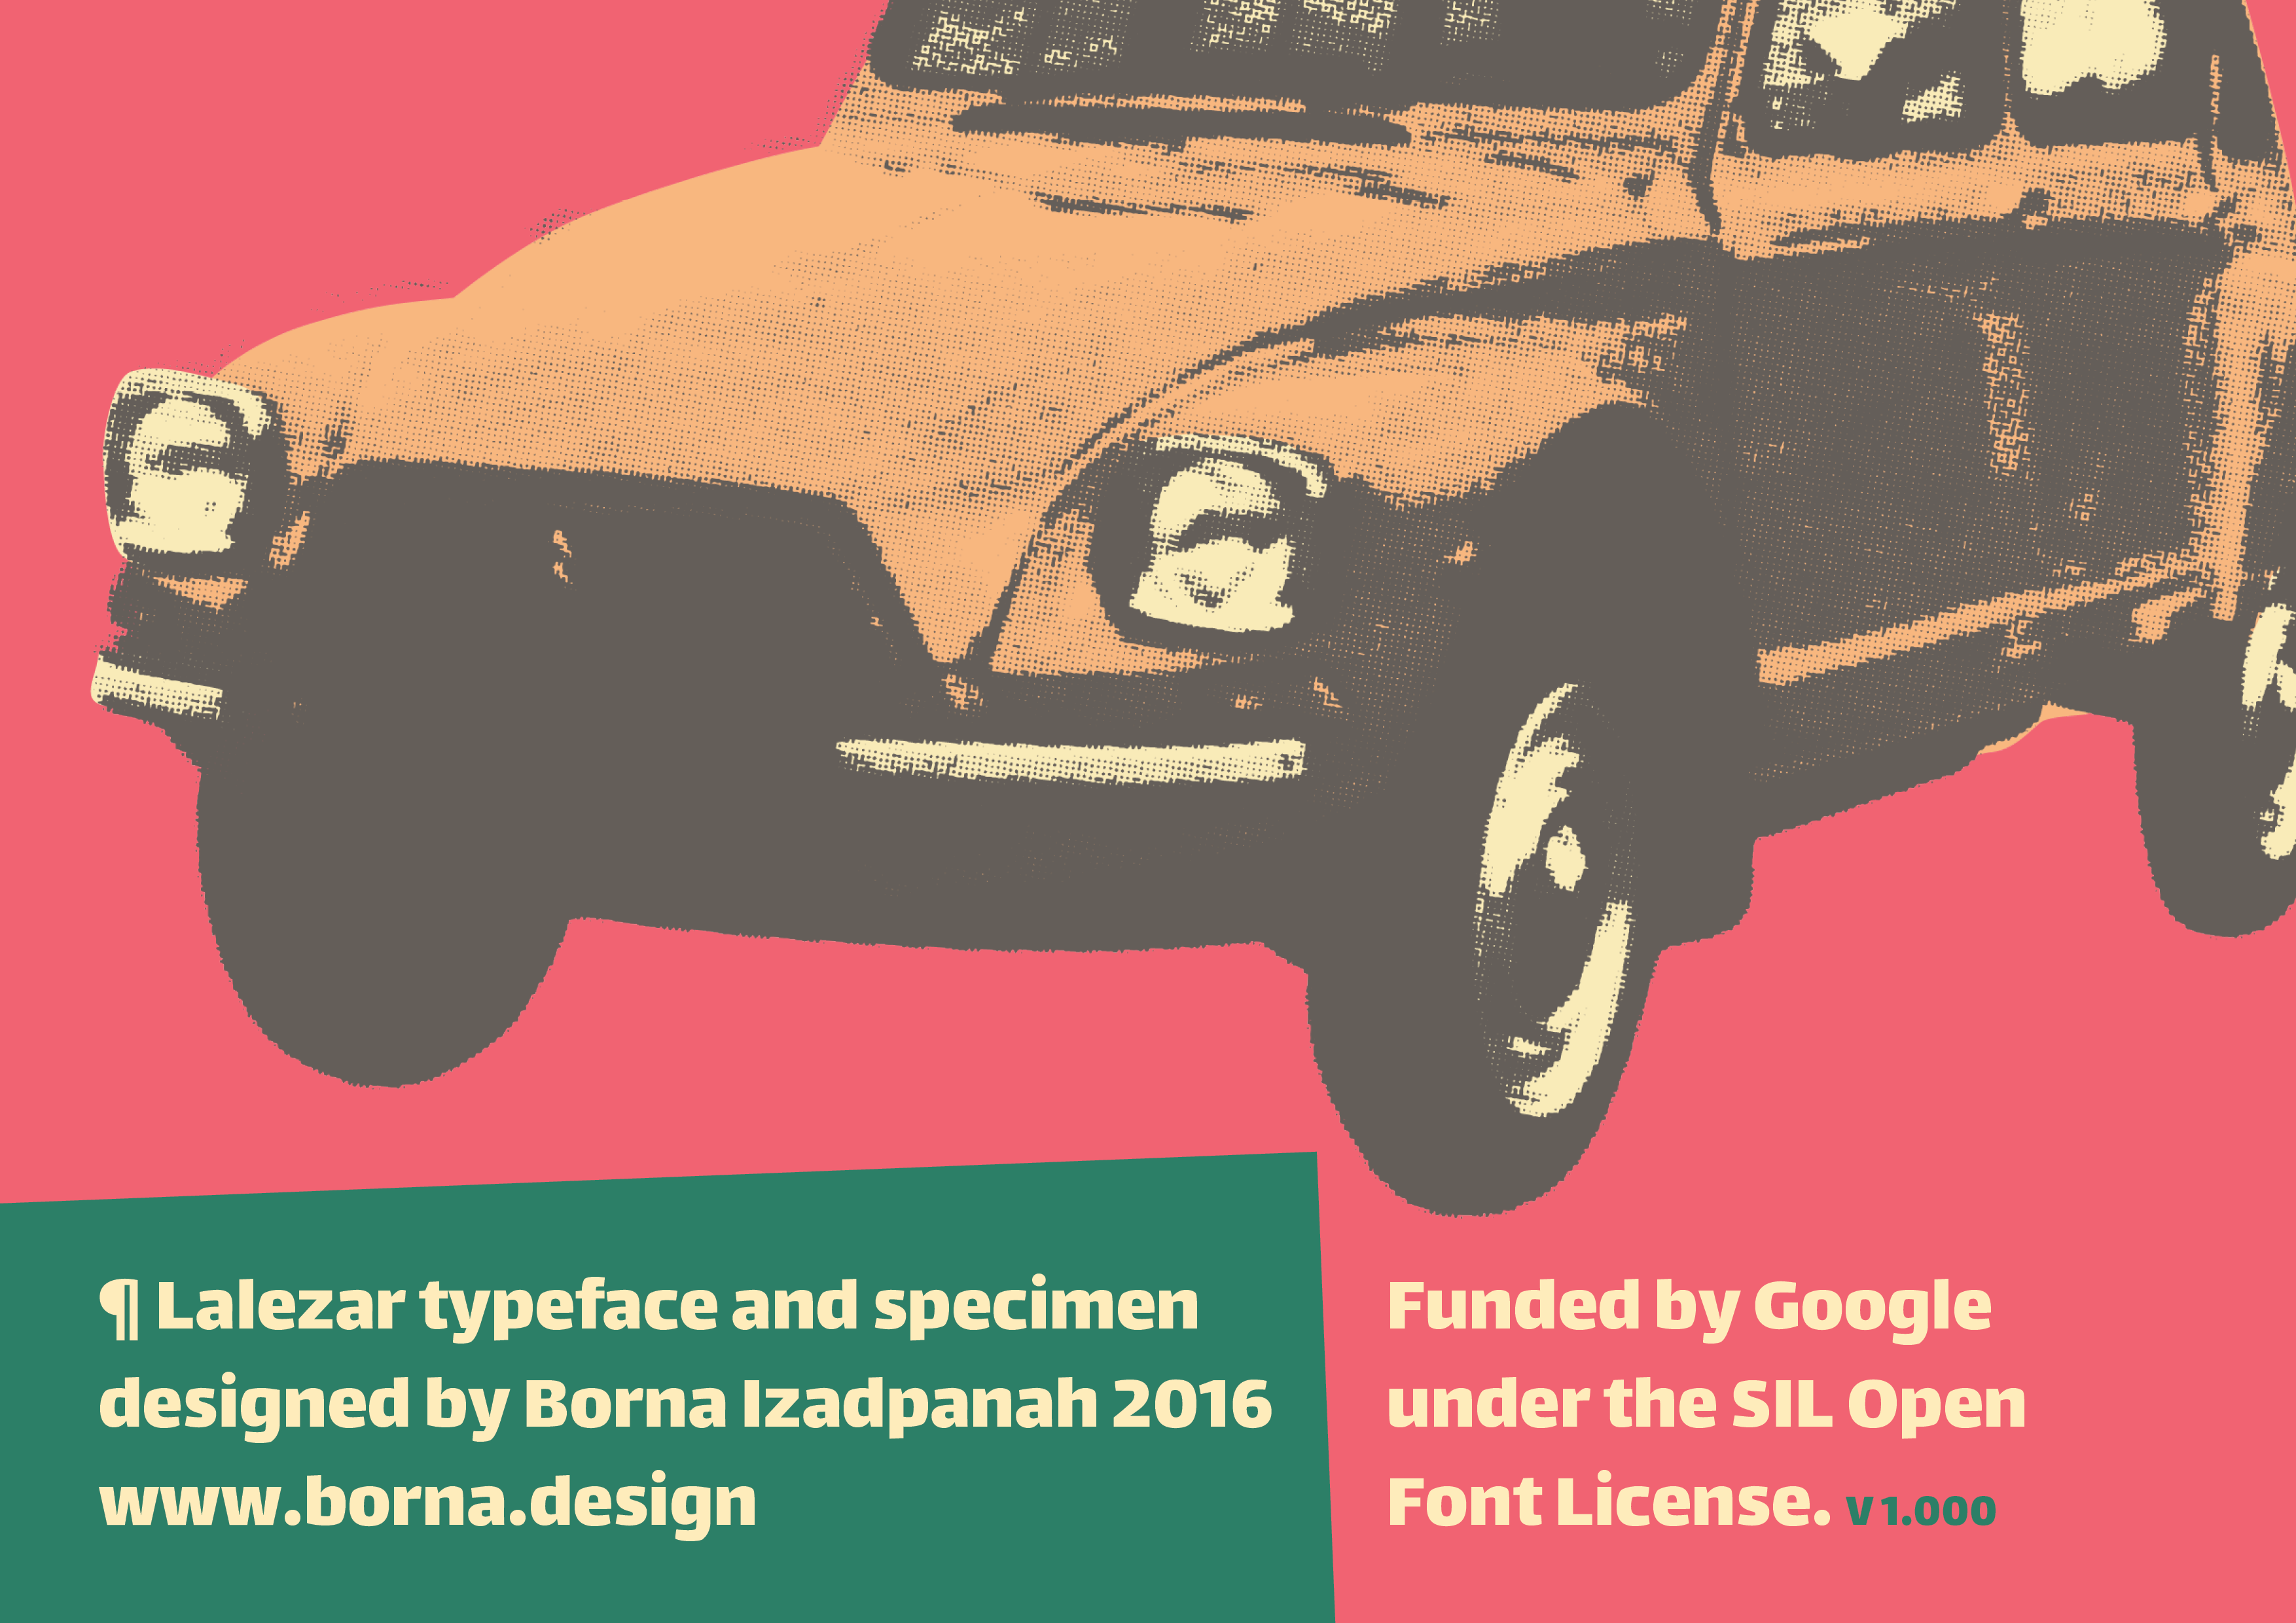 ¶ Lalezar typeface and specimen
designed by Borna Izadpanah 2016
www.borna.design
Funded by Google
under the SIL Open
Font License. V 1.000